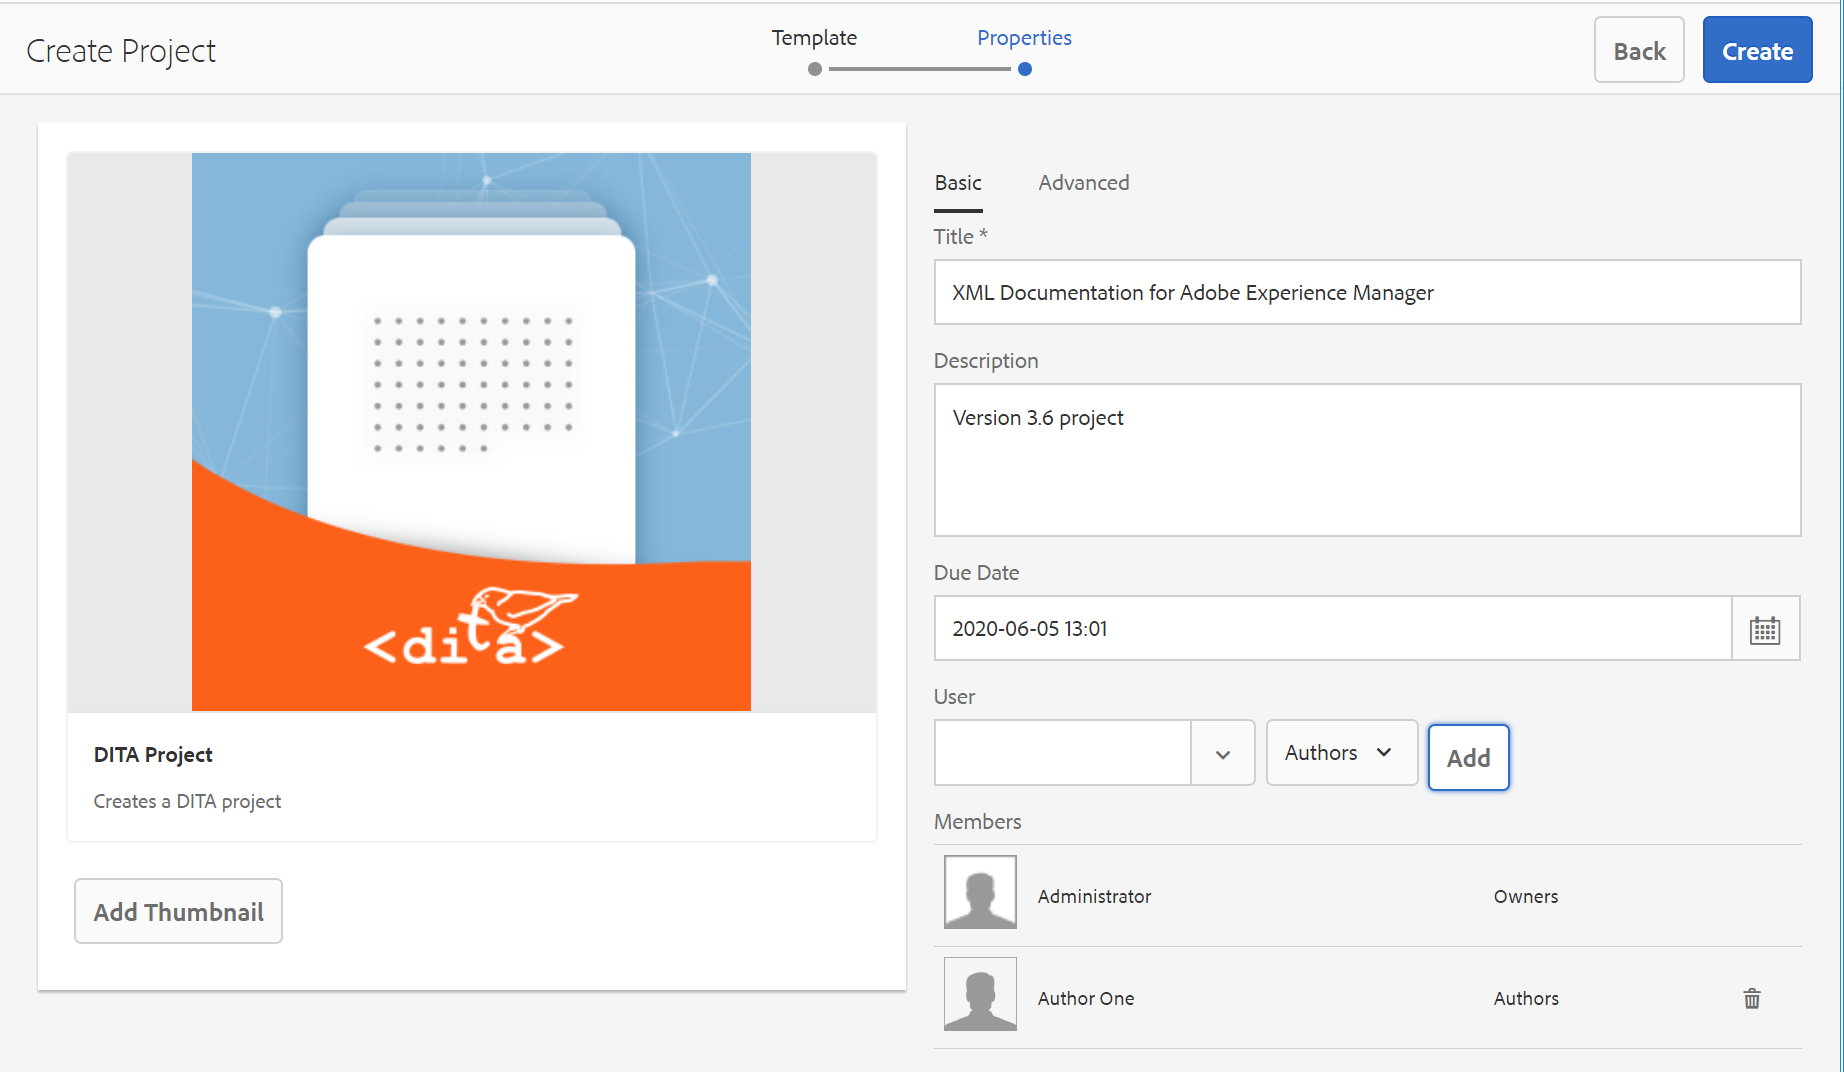 Create Project
Template
Properties
Back
Create
<dita>
DITA Project
Creates a DITA project
Add Thumbnail
Basic
Advanced
Title *
XML Documentation for Adobe Experience Manager
Description
Version 3.6 project
Due Date
2020-06-05 13:01
User
Authors
Add
Members
Administrator
Owners
Author One
Authors